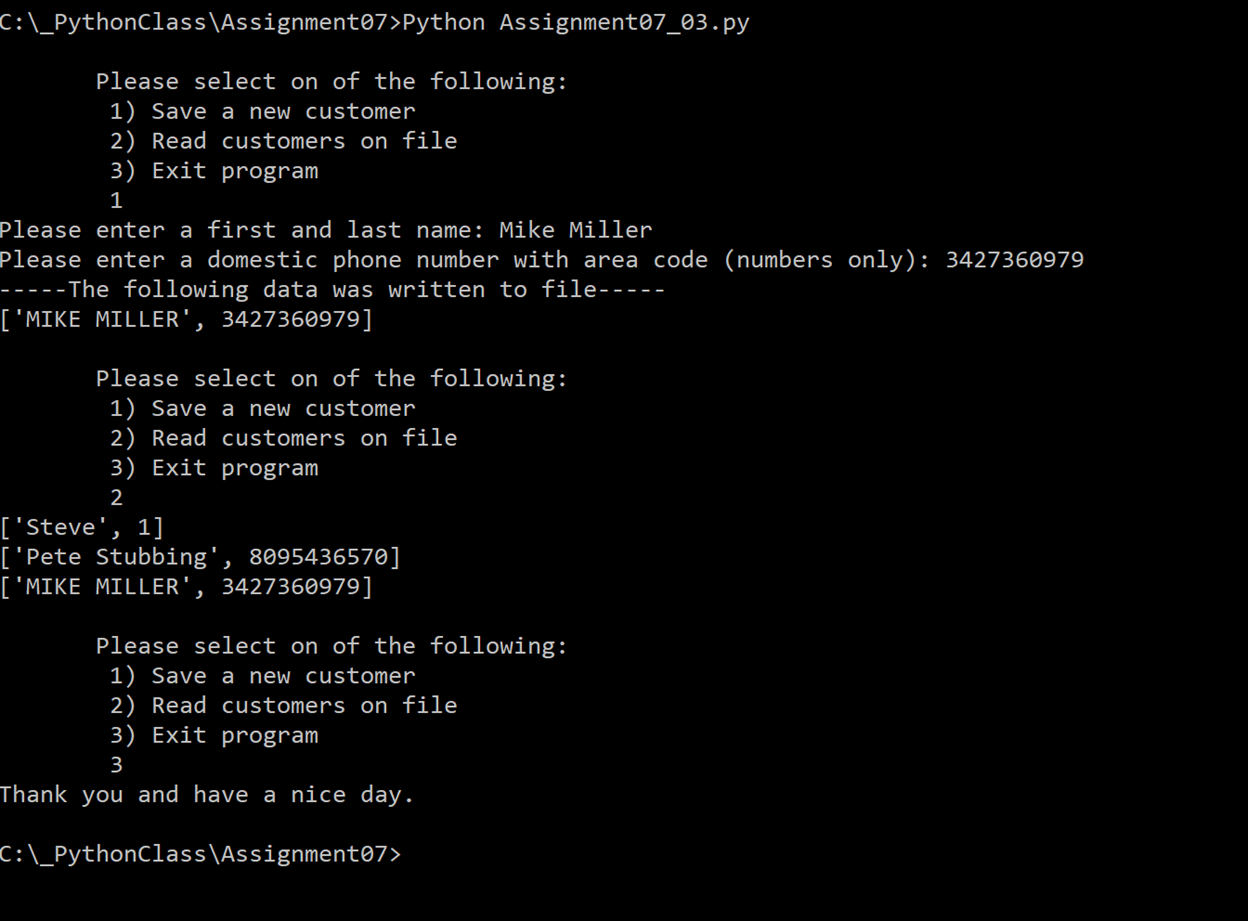 C:\_PythonClass\Assignment07>Python Assignment07_03.py
Please select on of the following:
1) Save a new customer
2) Read customers on file
3) Exit program
1
Please enter a first and last name: Mike Miller
Please enter a domestic phone number with area code (numbers only): 3427360979
-----The following data was written to file-----
['MIKE MILLER', 3427360979]
Please select on of the following:
1) Save a new customer
2) Read customers on file
3) Exit program
2
['Steve', 1]
['Pete Stubbing', 8095436570]
['MIKE MILLER', 3427360979]
Please select on of the following:
1) Save a new customer
2) Read customers on file
3) Exit program
3
Thank you and have a nice day.
C:\_PythonClass\Assignment07>